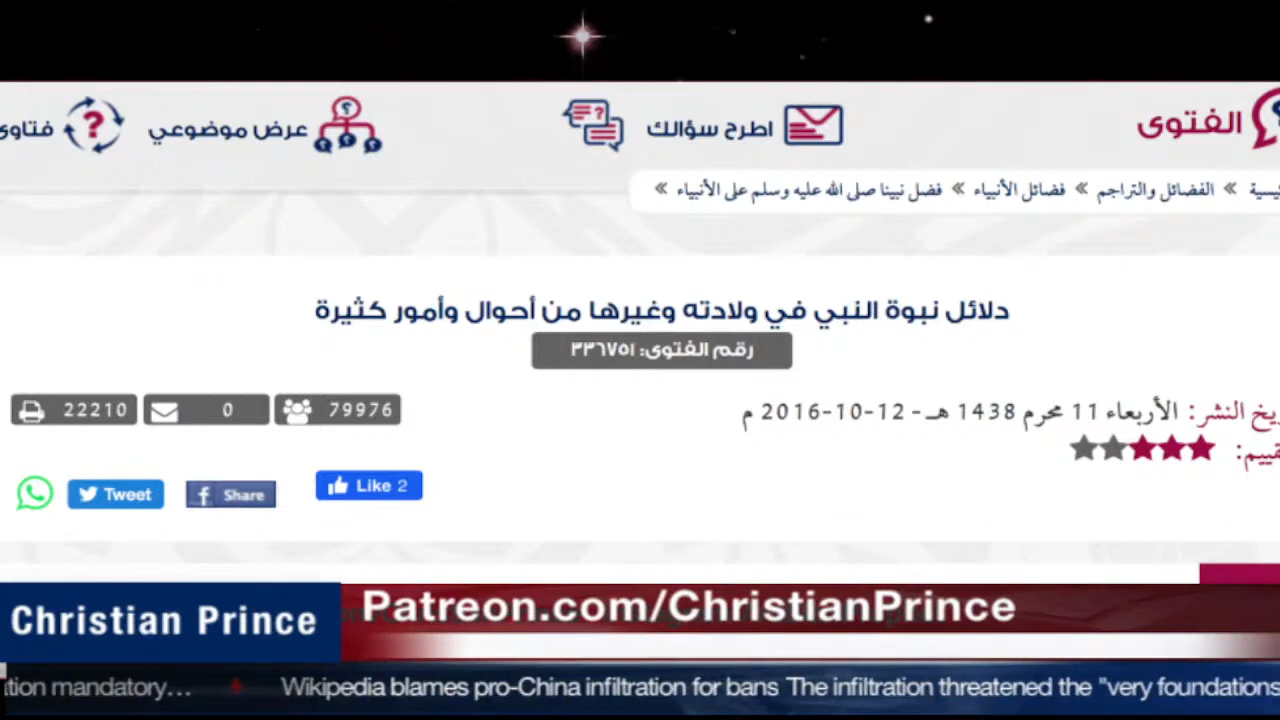 الفتوى
اطرح سؤالك
عرض موضوعي
فتاوى
» الفضائل والتراجم » فضائل الأنبياء » فضل نبينا صلى الله عليه وسلم على الأنبياء »
دلائل نبوة النبي في ولادته وغيرها من أحوال وأمور كثيرة
رقم الفتوى: ٣٣٦٧٥١
22210 0 79976
النشر: الأربعاء 11 محرم 1438 هـ - 12-10-2016 م
Tweet Share Like 2
Christian Prince
Patreon.com/ChristianPrince
mandatory... Wikipedia blames pro-China infiltration for bans The infiltration threatened the "very foundations